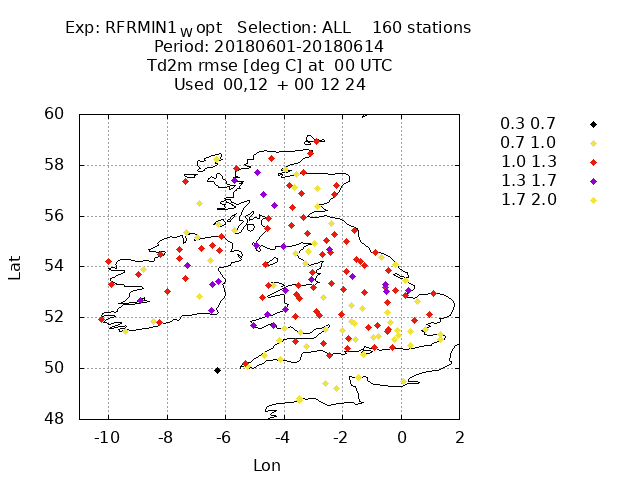 Exp: RFRMIN1wopt Selection: ALL 160 stations
Period: 20180601-20180614
Td2m rmse [deg C] at 00 UTC
Used 00,12 + 00 12 24
0.3 0.7
0.7 1.0
1.0 1.3
1.3 1.7
1.7 2.0
60
58
56
54
52
50
48
Lat
-10 -8 -6 -4 -2 0 2
Lon